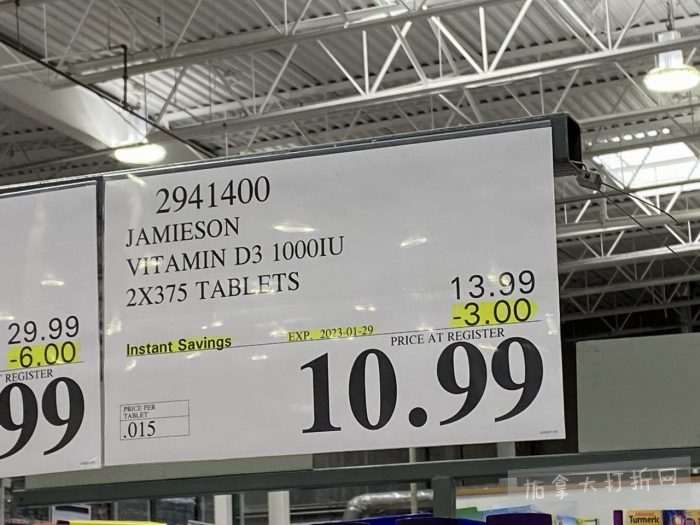 2941400
JAMIESON
VITAMIN D3 1000IU
2X375 TABLETS
13.99
-3.00
Instant Savings
EXP. 2023-01-29
PRICE AT REGISTER
10.99
PRICE PER
TABLET
.015
29.99
-6.00
REGISTER
99
加拿大打折网
Turmeric